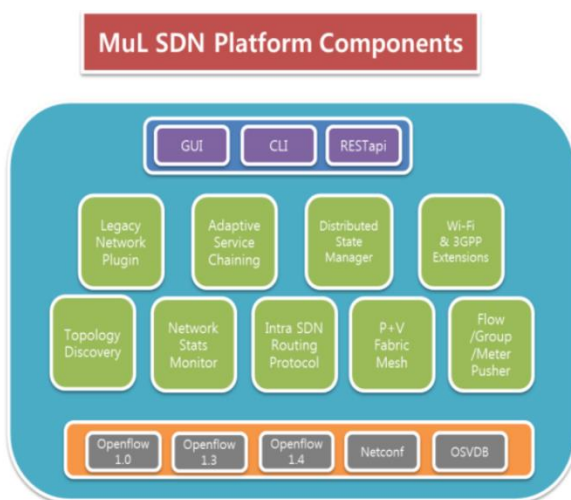 MuL SDN Platform Components
GUI
CLI
RESTapi
Legacy
Network
Plugin
Adaptive
Service
Chaining
Distributed
State
Manager
Wi-Fi
& 3GPP
Extensions
Topology
Discovery
Network
Stats
Monitor
Intra SDN
Routing
Protocol
P+V
Fabric
Mesh
Flow
/Group
/Meter
Pusher
Openflow
1.0
Openflow
1.3
Openflow
1.4
Netconf
OSVDB